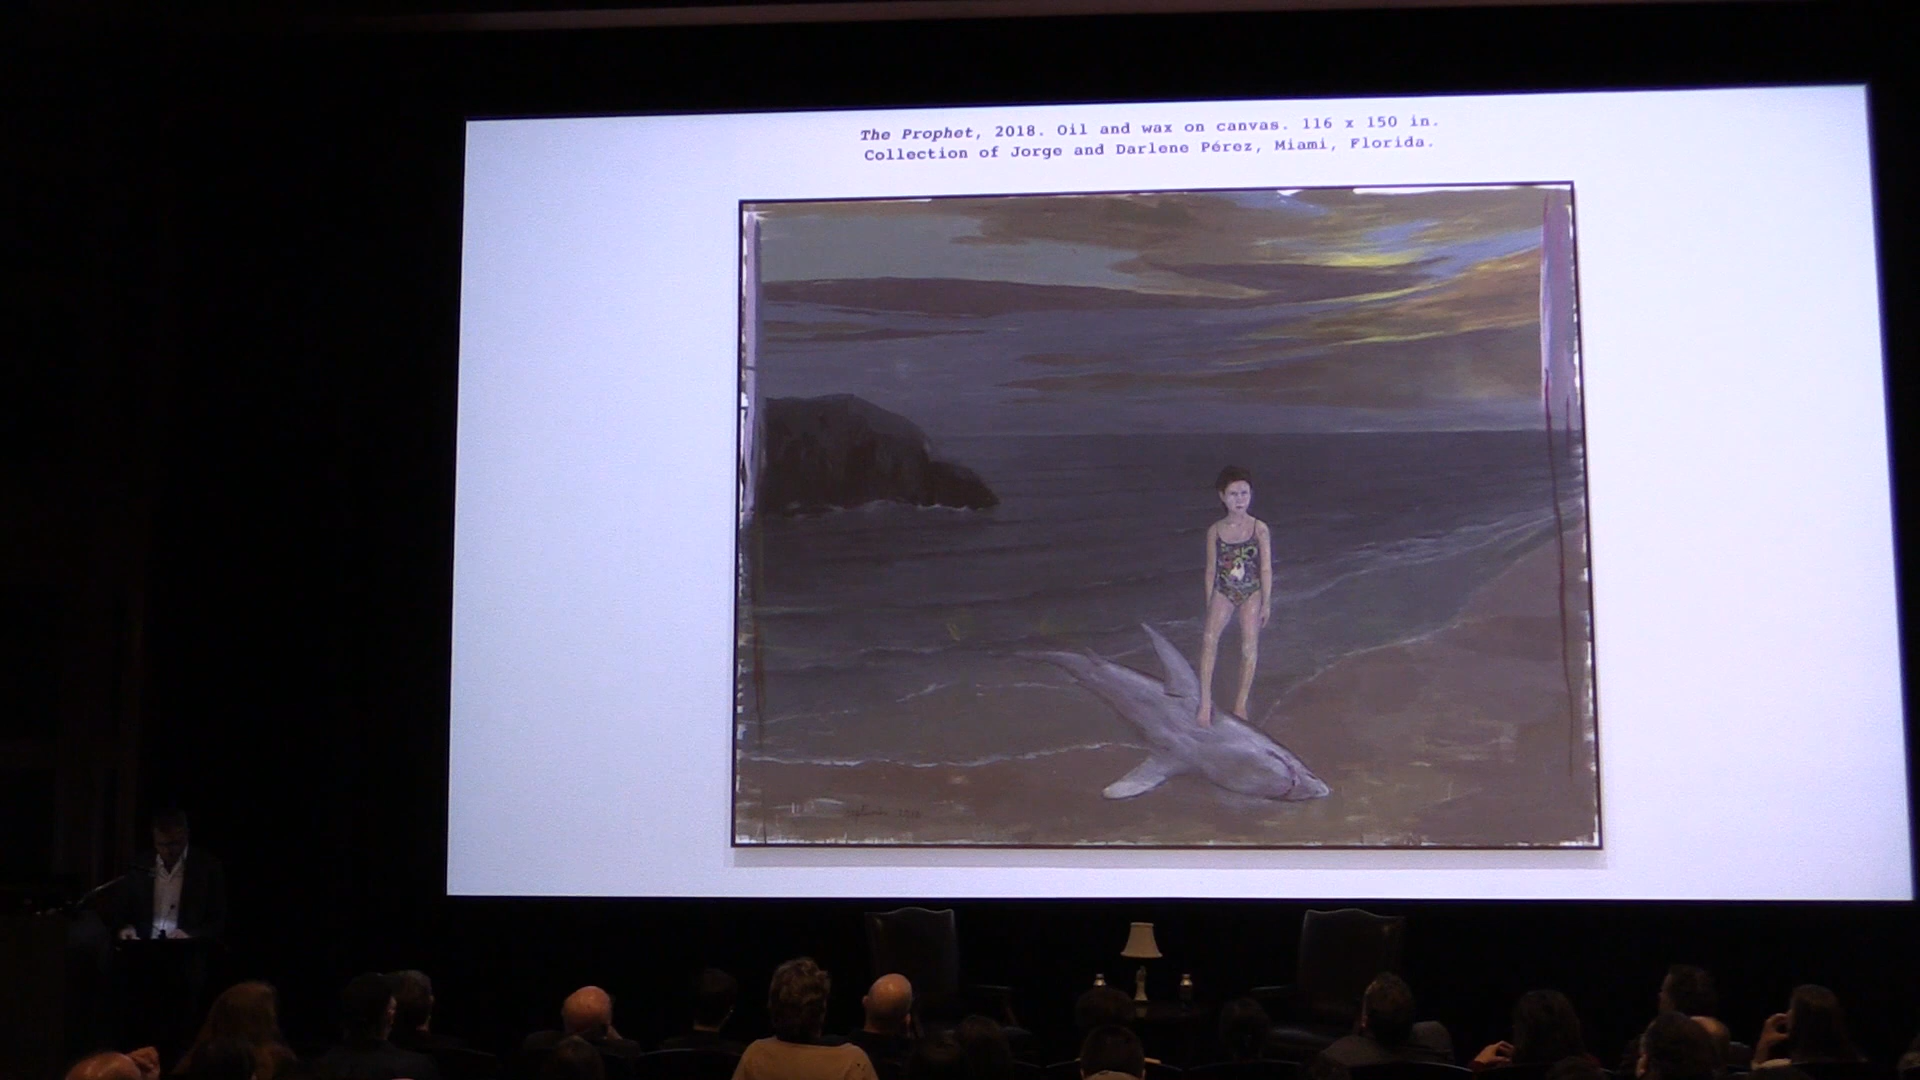 The Prophet, 2018. Oil and wax on canvas. 116 x 150 in.
Collection of Jorge and Darlene Pérez, Miami, Florida.